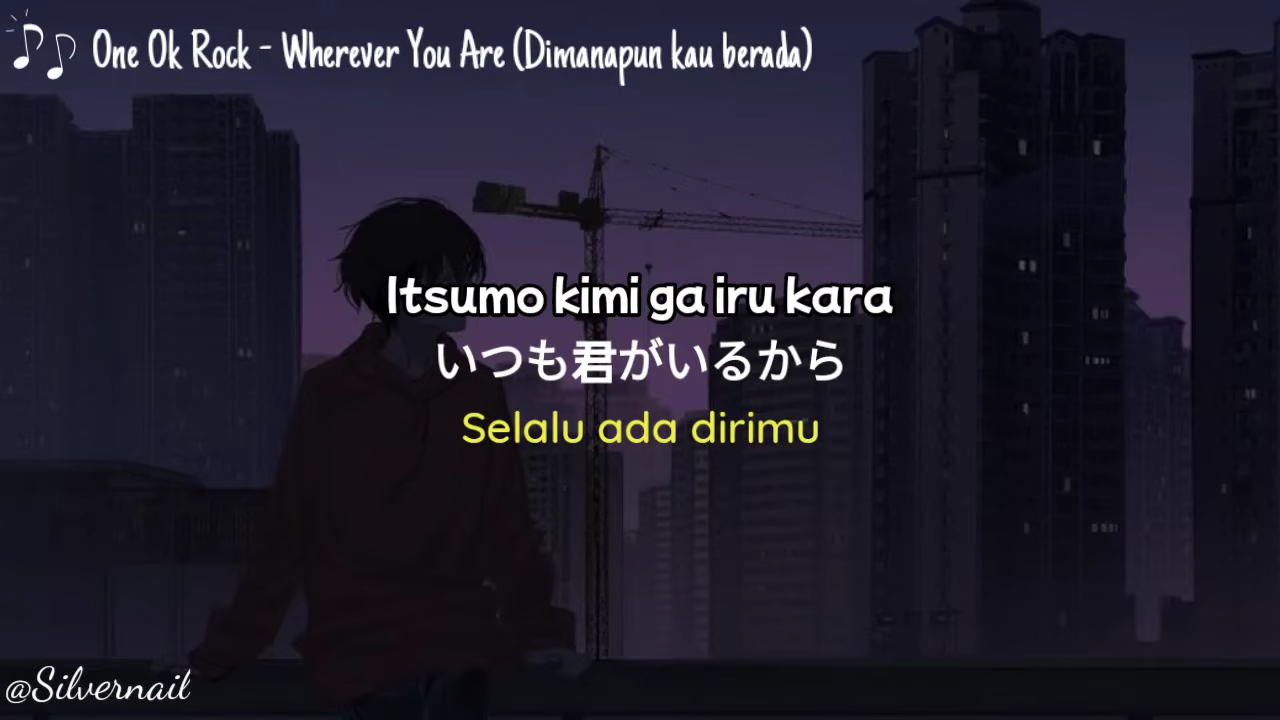 One Ok Rock - Wherever You Are (Dimanapun kau berada)
Itsumo kimi ga iru kara
いつも君がいるから
Selalu ada dirimu
@Silvernail